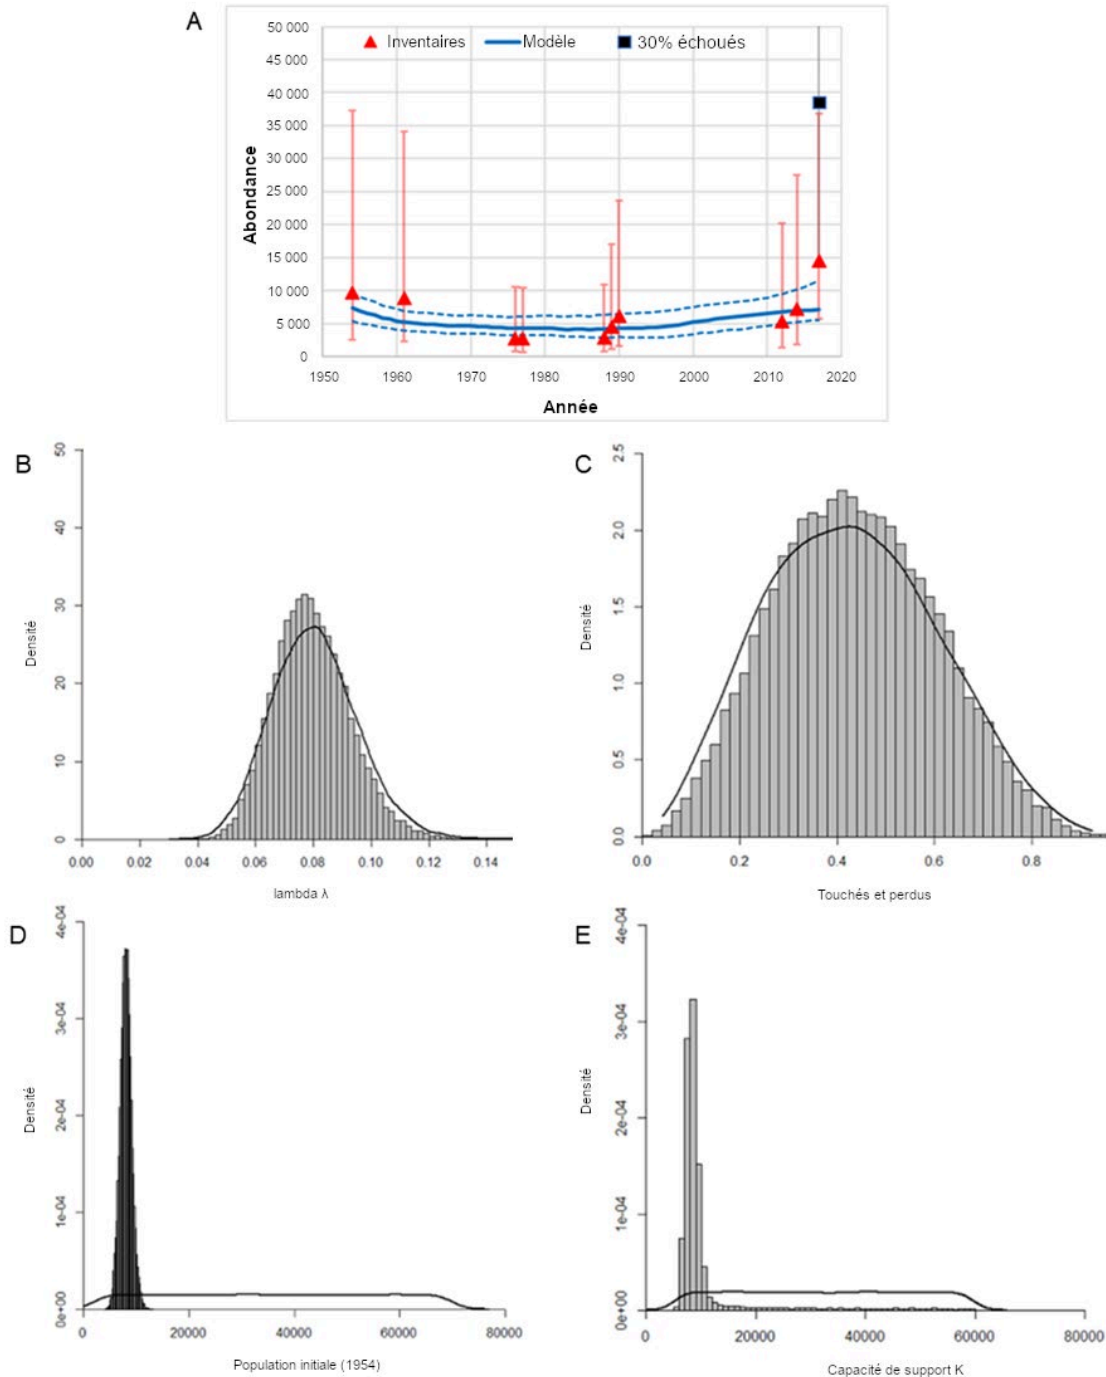 A
50 000
Inventaires
Modèle
30% échoués
45 000
40 000
35 000
30 000
25 000
20 000
15 000
10 000
5 000
0
Abondance
1950
1960
1970
1980
1990
2000
2010
2020
Année
B
50
40
30
20
10
0
Densité
0.00
0.02
0.04
0.06
0.08
0.10
0.12
0.14
lambda λ
C
2.5
2.0
1.5
1.0
0.5
0.0
Densité
0.0
0.2
0.4
0.6
0.8
Touchés et perdus
D
4e-04
3e-04
2e-04
1e-04
0e+00
Densité
0
20000
40000
60000
80000
Population initiale (1954)
E
4e-04
3e-04
2e-04
1e-04
0e+00
Densité
0
20000
40000
60000
80000
Capacité de support K